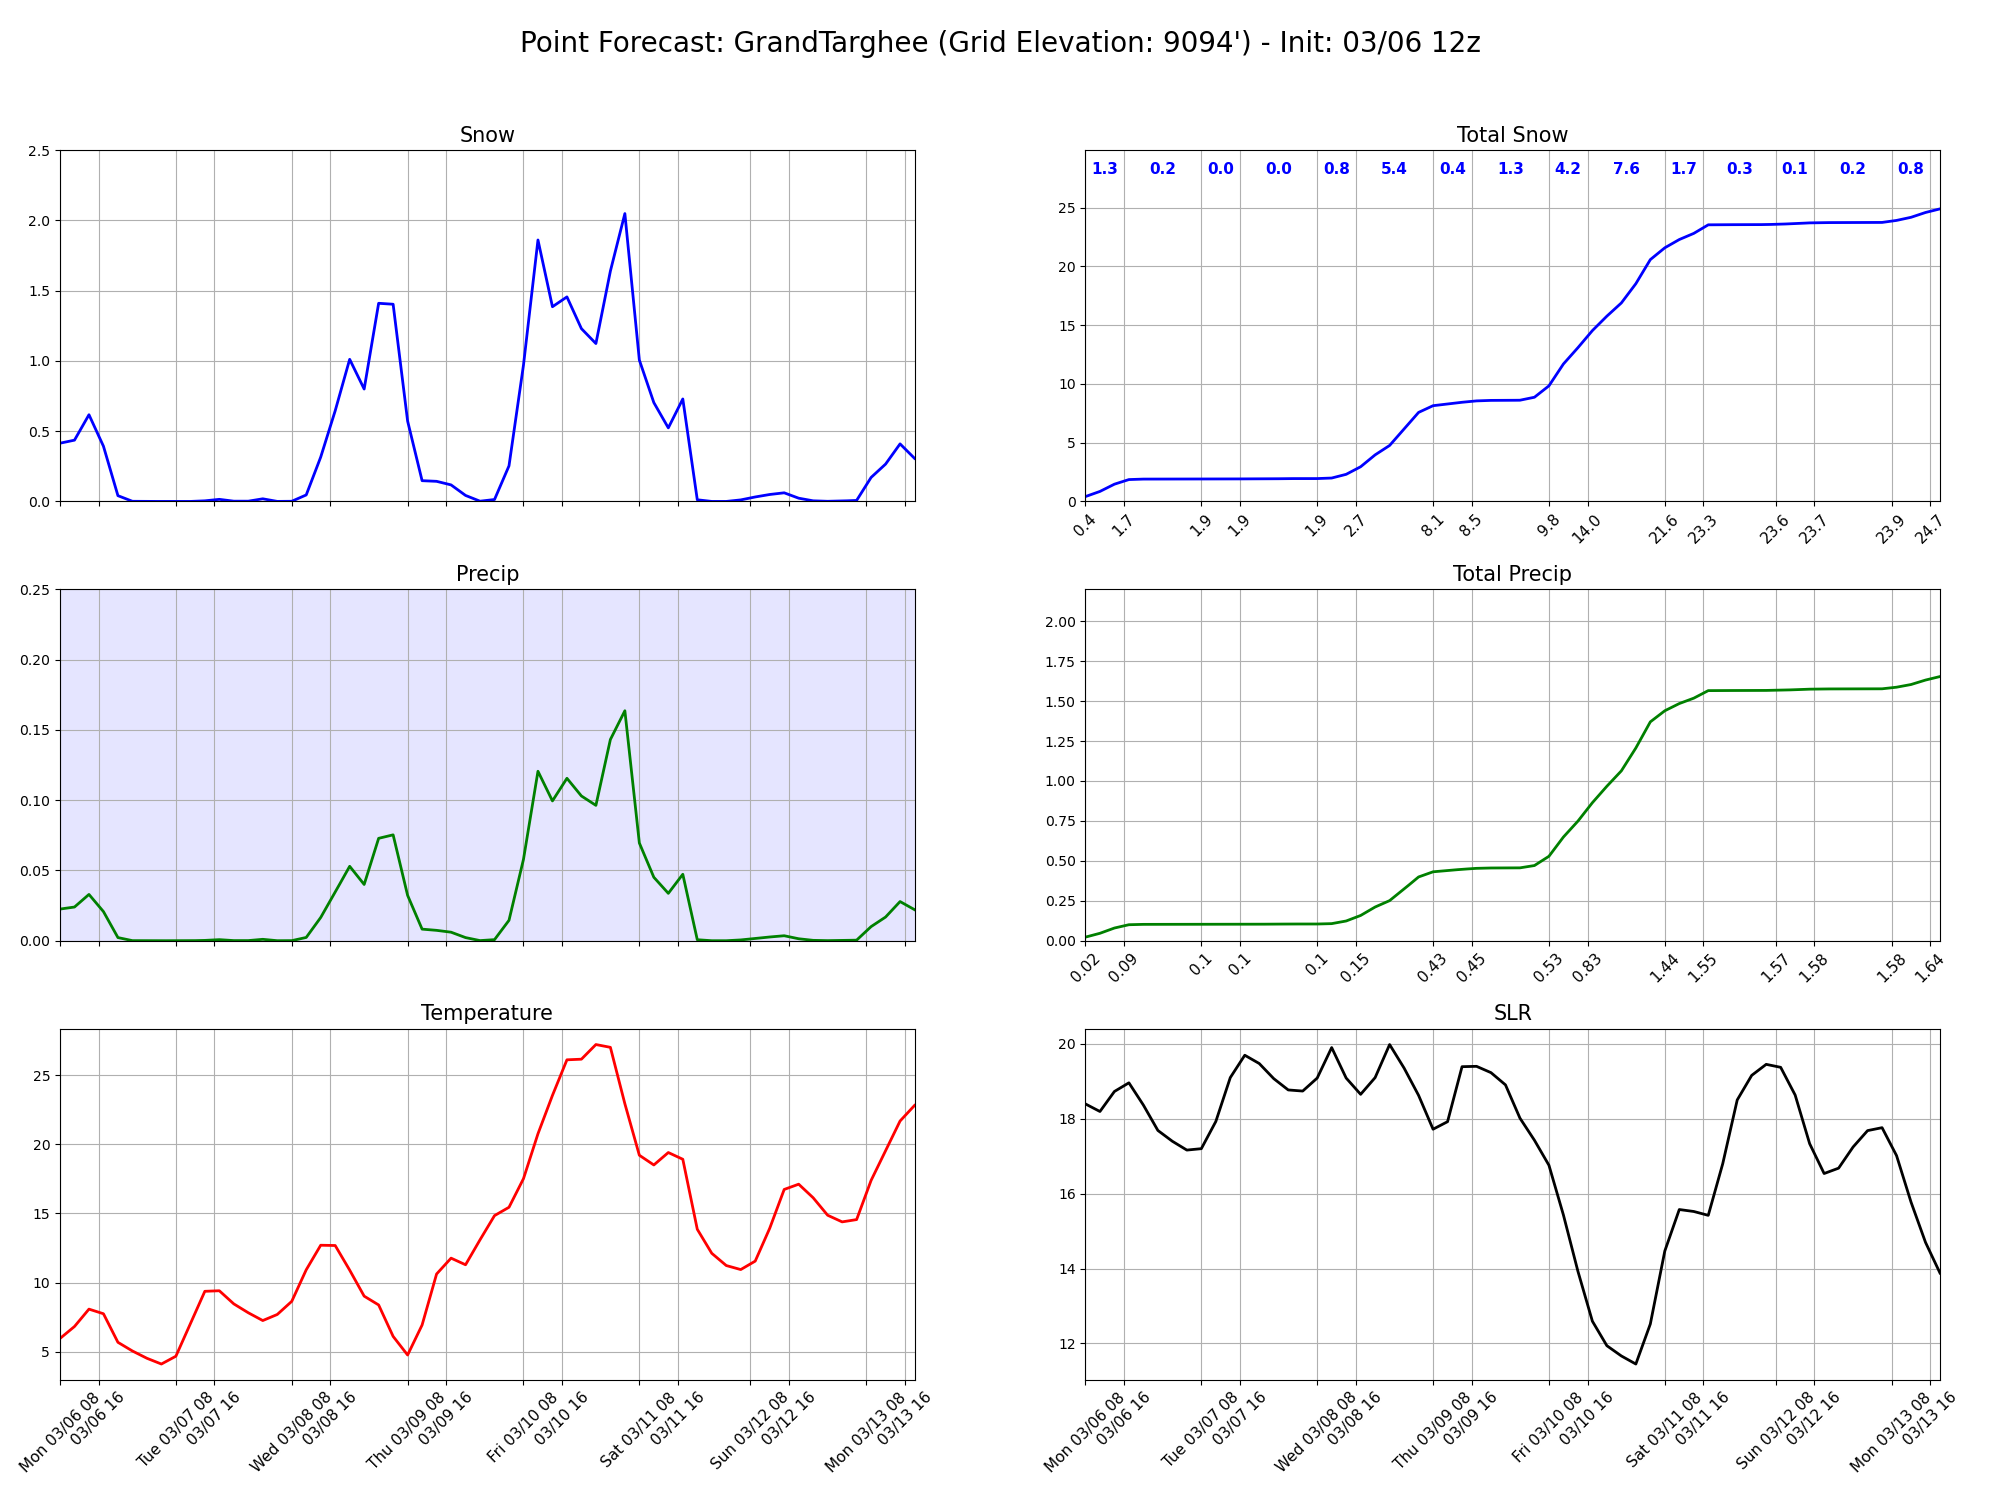 Point Forecast: GrandTarghee (Grid Elevation: 9094') - Init: 03/06 12z
Snow
2.5
2.0
1.5
1.0
0.5
0.0
Total Snow
1.3 0.2 0.0 0.0 0.8 5.4 0.4 1.3 4.2 7.6 1.7 0.3 0.1 0.2 0.8
25
20
15
10
5
0
0.4 1.7 1.9 1.9 1.9 2.7 8.1 8.5 9.8 14.0 21.6 23.3 23.6 23.7 23.9 24.7
Precip
0.25
0.20
0.15
0.10
0.05
0.00
Total Precip
2.00
1.75
1.50
1.25
1.00
0.75
0.50
0.25
0.00
0.02 0.09 0.1 0.1 0.1 0.15 0.43 0.45 0.53 0.83 1.44 1.55 1.57 1.58 1.58 1.64
Temperature
25
20
15
10
5
Mon 03/06 08
03/06 16
Tue 03/07 08
03/07 16
Wed 03/08 08
03/08 16
Thu 03/09 08
03/09 16
Fri 03/10 08
03/10 16
Sat 03/11 08
03/11 16
Sun 03/12 08
03/12 16
Mon 03/13 08
03/13 16
SLR
20
18
16
14
12
Mon 03/06 08
03/06 16
Tue 03/07 08
03/07 16
Wed 03/08 08
03/08 16
Thu 03/09 08
03/09 16
Fri 03/10 08
03/10 16
Sat 03/11 08
03/11 16
Sun 03/12 08
03/12 16
Mon 03/13 08
03/13 16